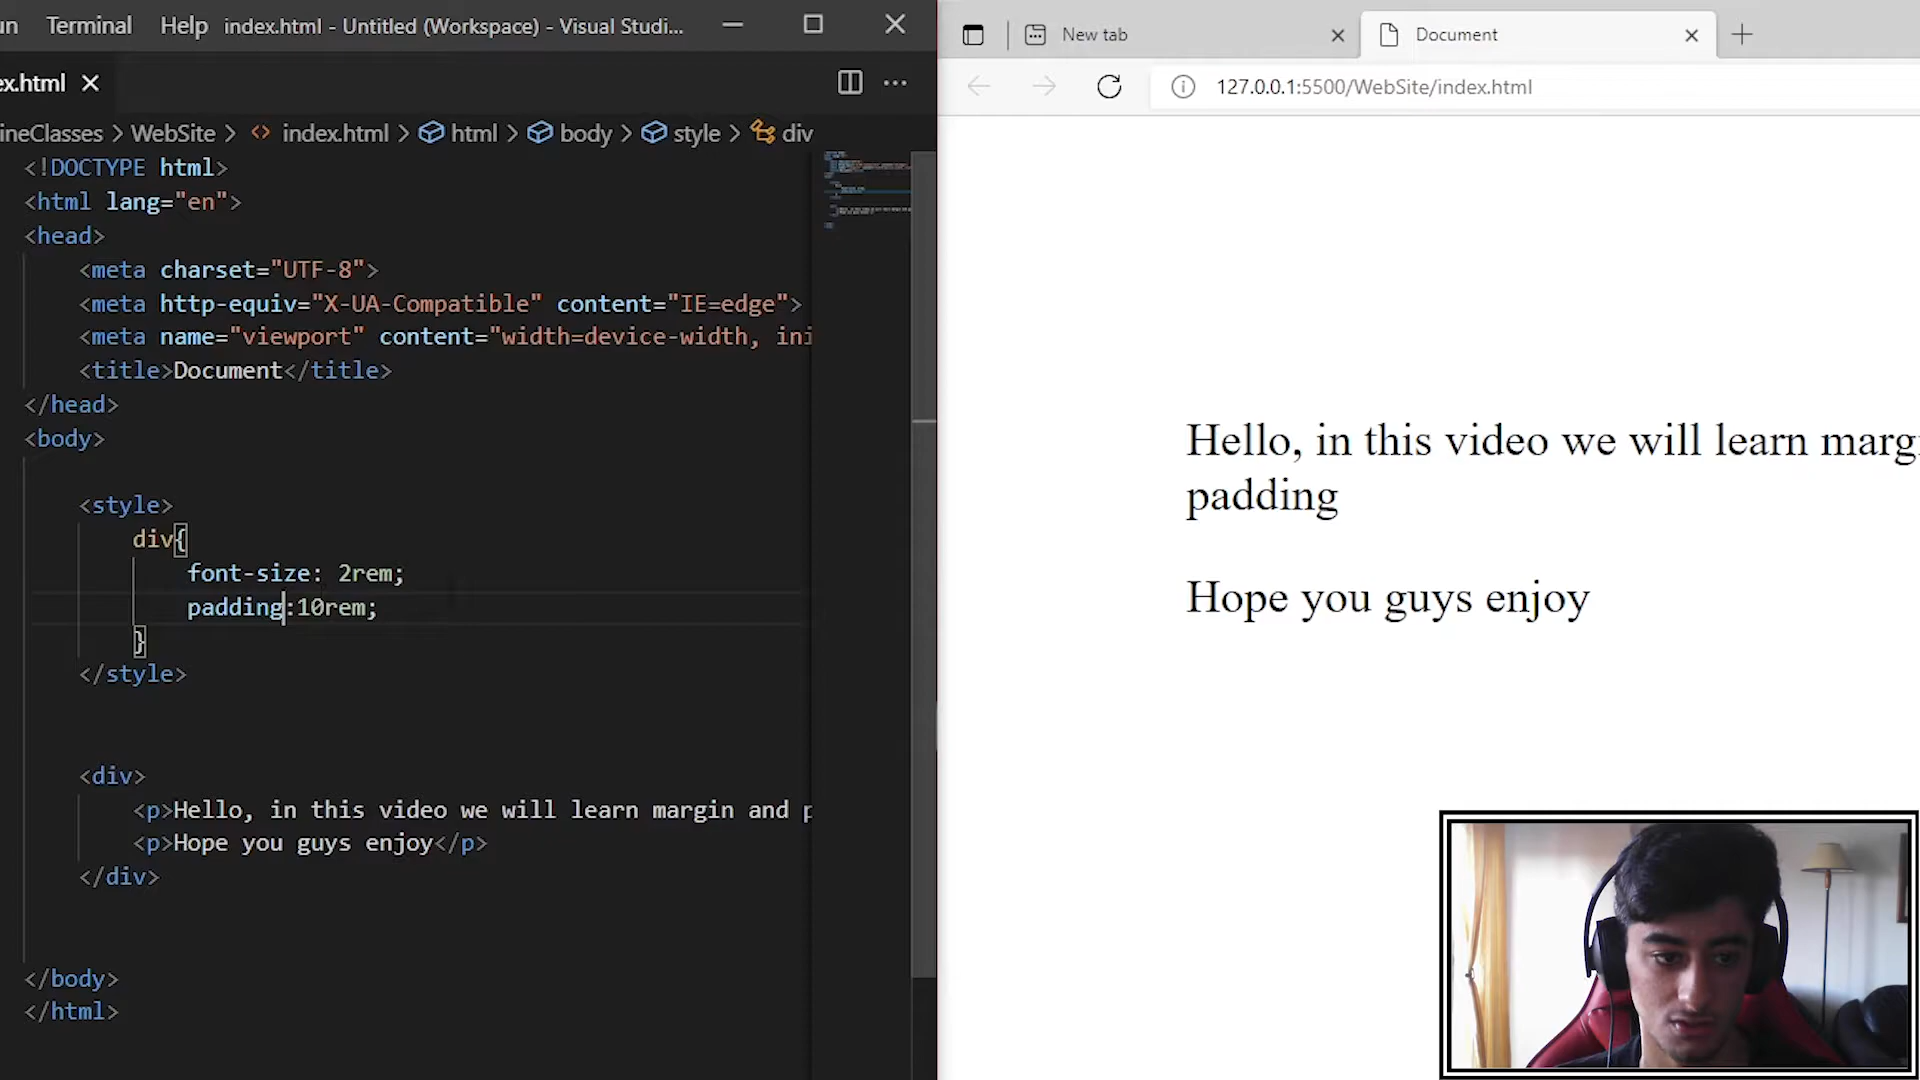 un Terminal Help index.html - Untitled (Workspace) - Visual Studi...
ex.html
ineClasses > WebSite > <> index.html > html > body > style > div
<!DOCTYPE html>
<html lang="en">
<head>
<meta charset="UTF-8">
<meta http-equiv="X-UA-Compatible" content="IE=edge">
<meta name="viewport" content="width=device-width, ini
<title>Document</title>
</head>
<body>
<style>
div{
font-size: 2rem;
padding:10rem;
}
</style>
<div>
<p>Hello, in this video we will learn margin and p
<p>Hope you guys enjoy</p>
</div>
</body>
</html>
New tab
Document
127.0.0.1:5500/WebSite/index.html
Hello, in this video we will learn margi
padding
Hope you guys enjoy